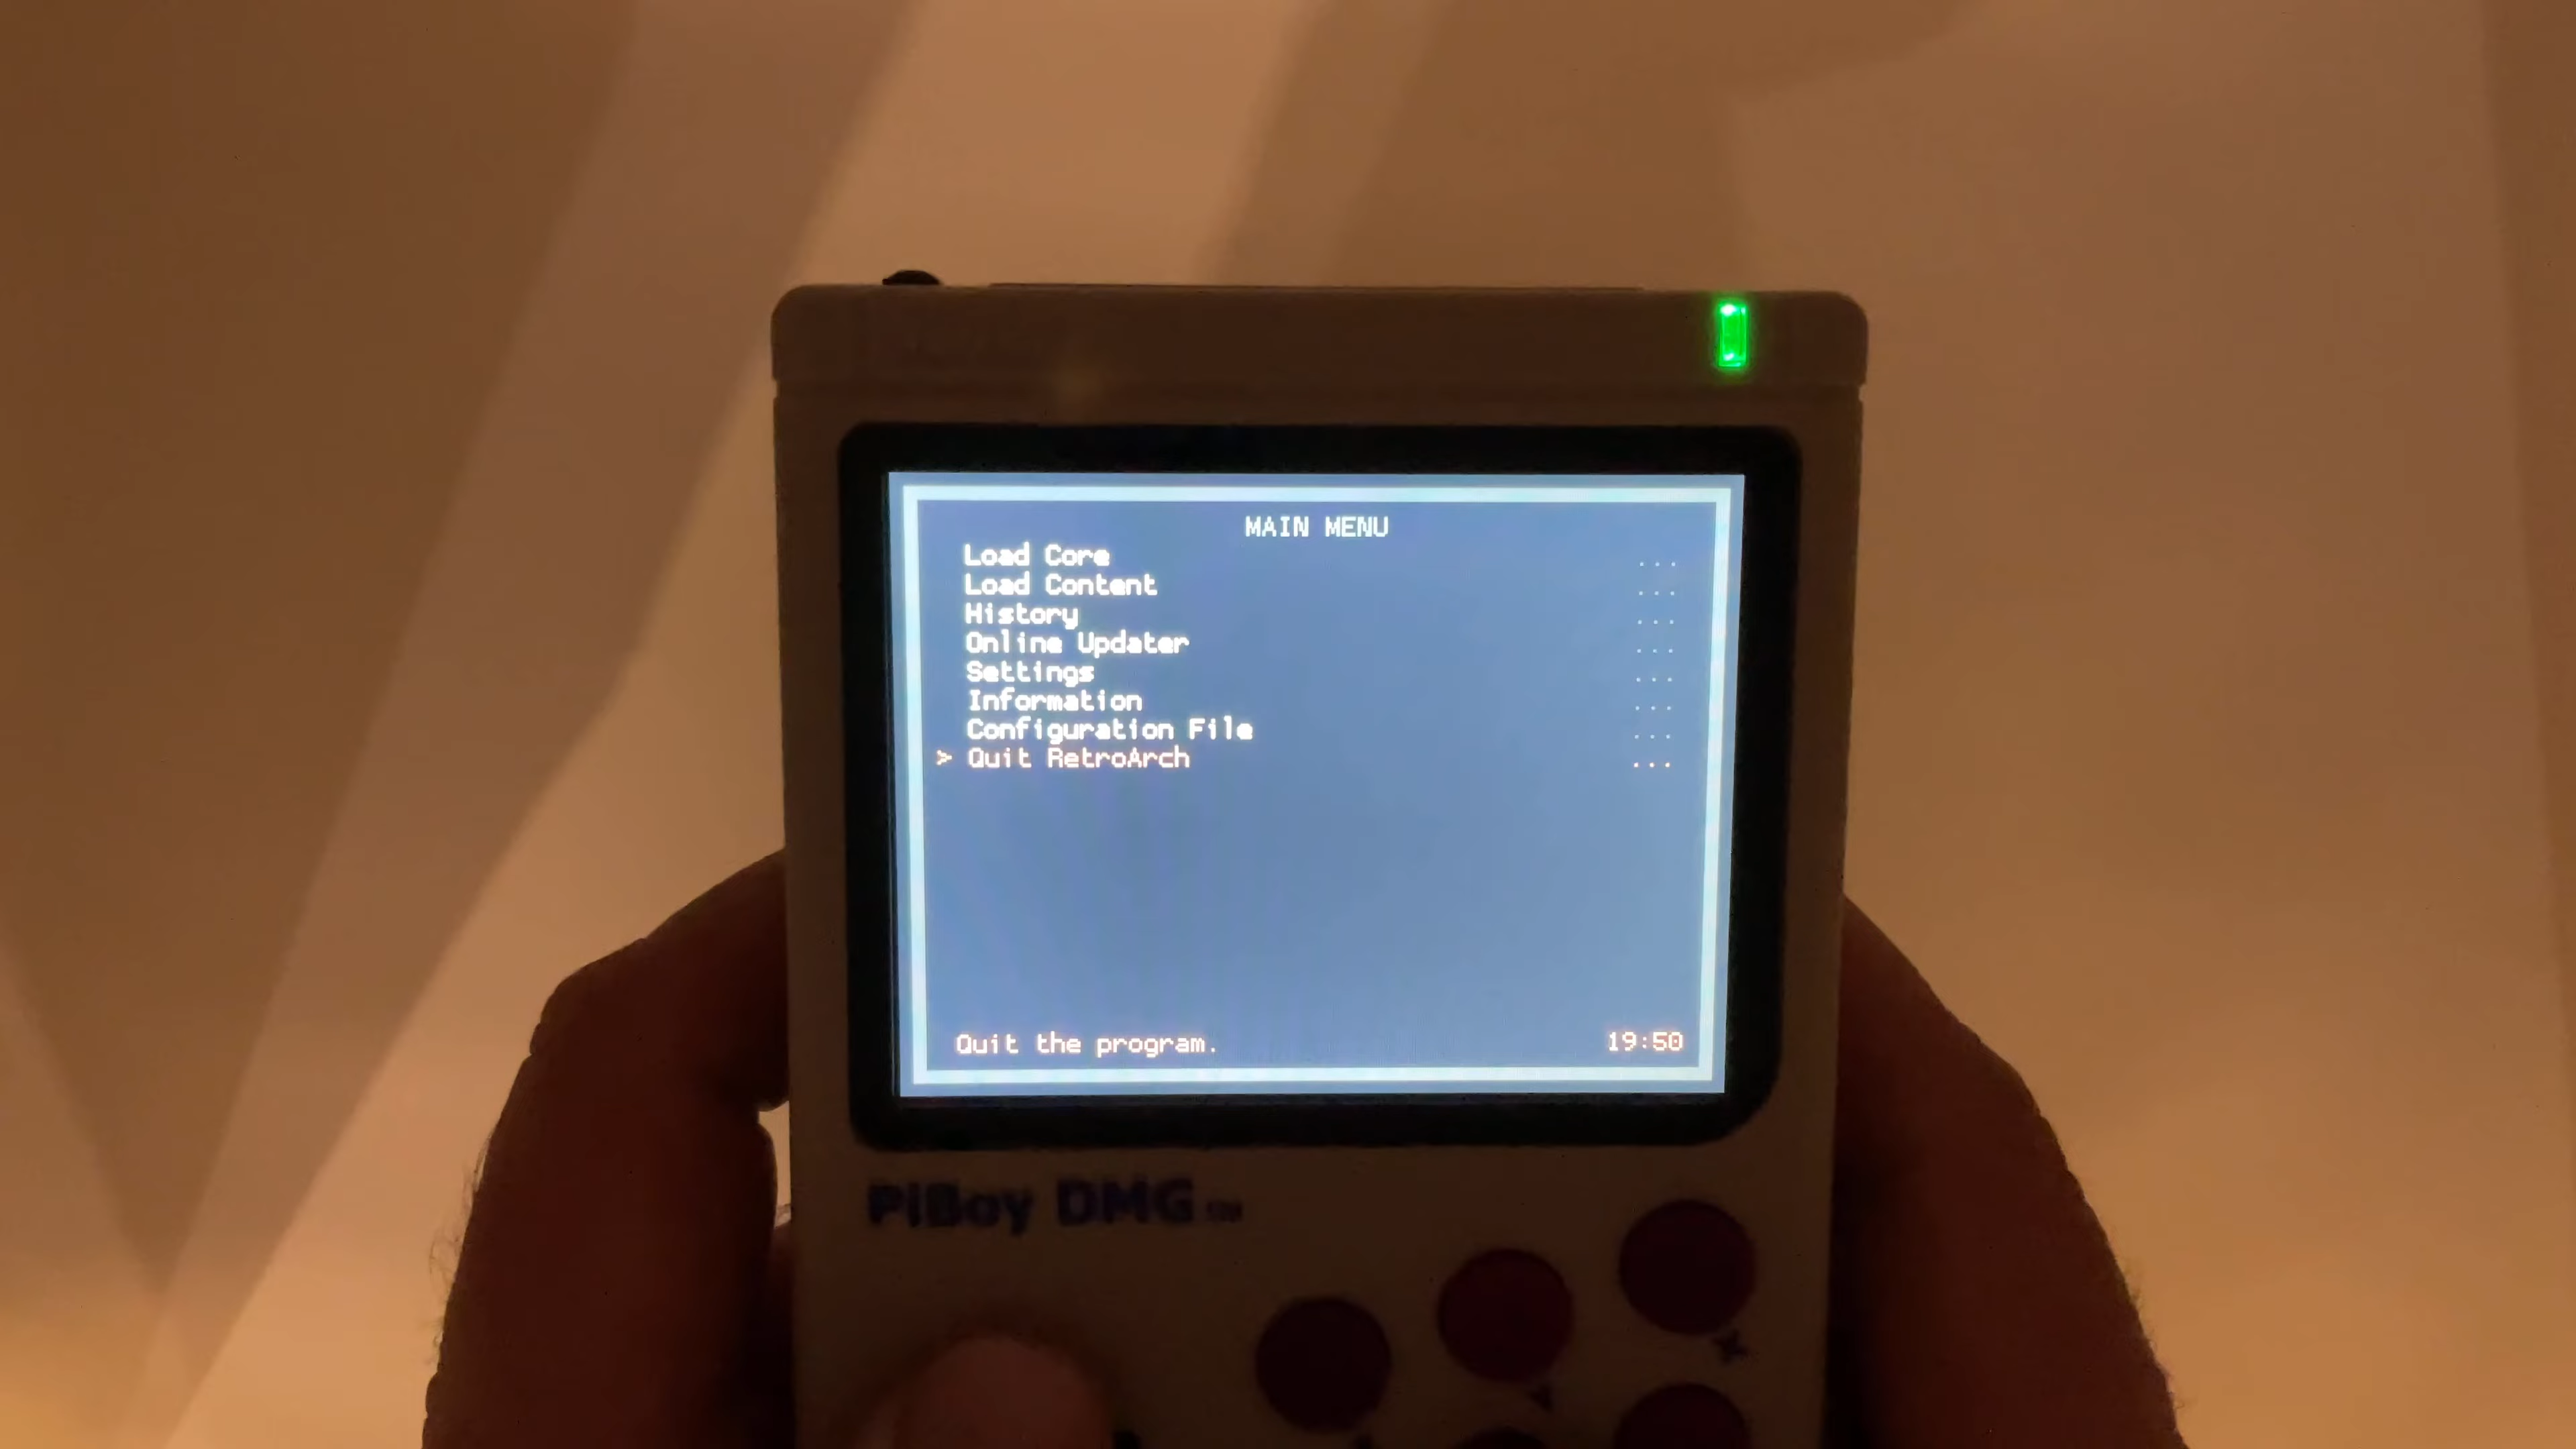 MAIN MENU
Load Core ...
Load Content ...
History ...
Online Updater ...
Settings ...
Information ...
Configuration File ...
> Quit RetroArch ...
Quit the program. 19:50
PiBoy DMG
X